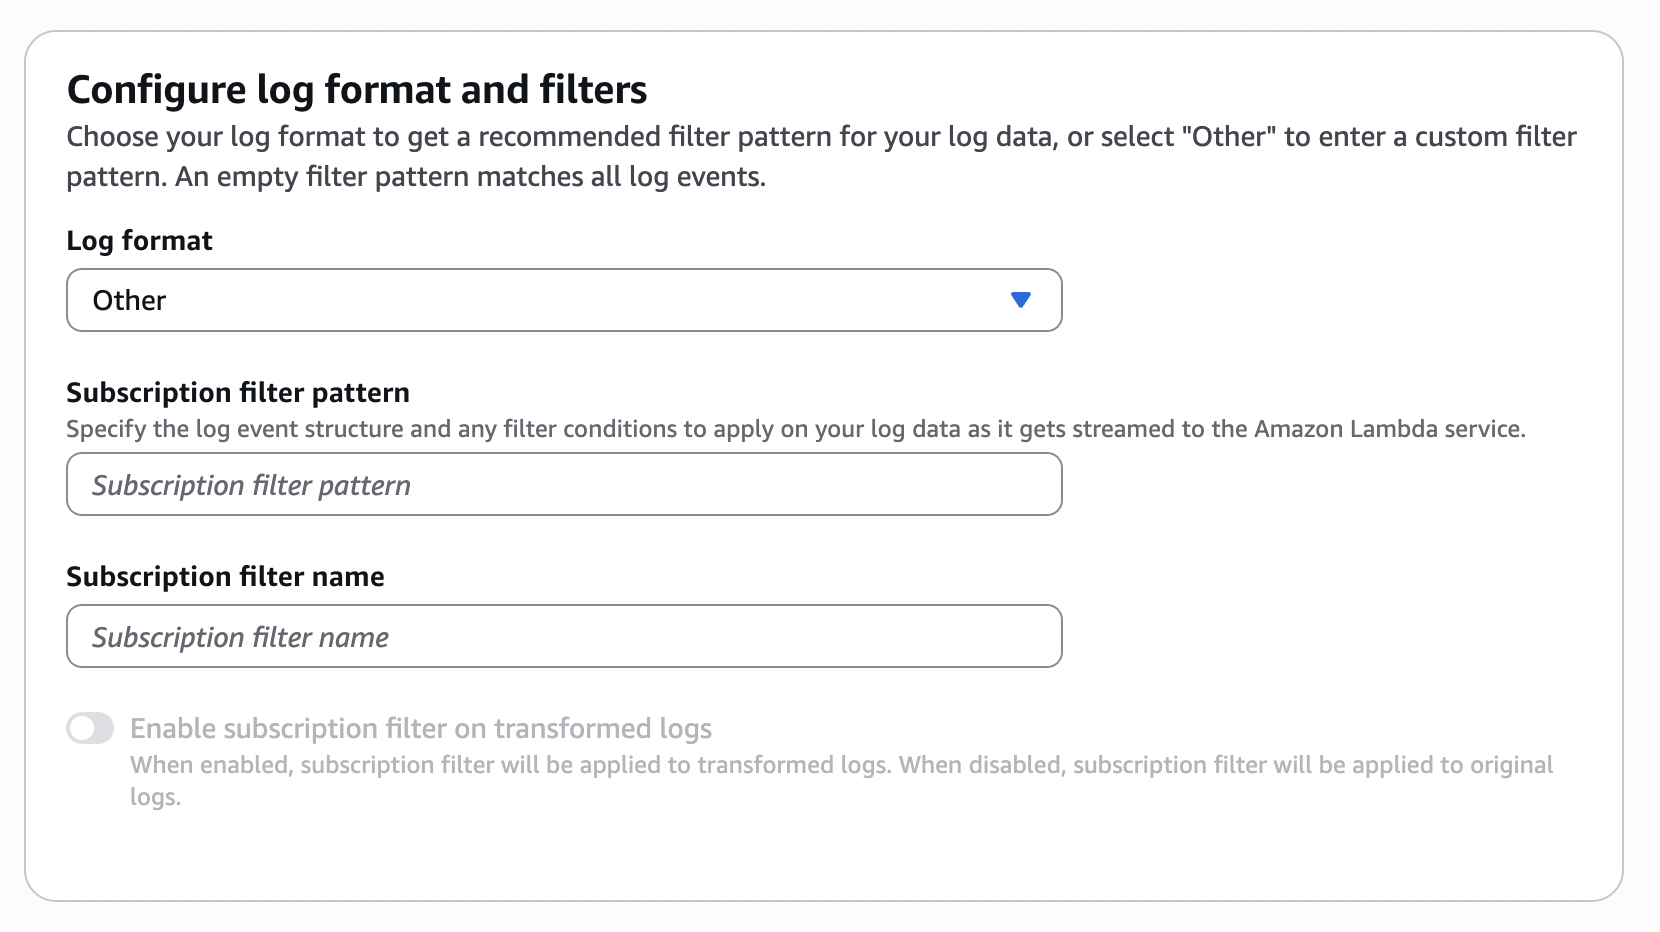 Configure log format and filters
Choose your log format to get a recommended filter pattern for your log data, or select "Other" to enter a custom filter
pattern. An empty filter pattern matches all log events.
Log format
Other
Subscription filter pattern
Specify the log event structure and any filter conditions to apply on your log data as it gets streamed to the Amazon Lambda service.
Subscription filter pattern
Subscription filter name
Subscription filter name
Enable subscription filter on transformed logs
When enabled, subscription filter will be applied to transformed logs. When disabled, subscription filter will be applied to original
logs.